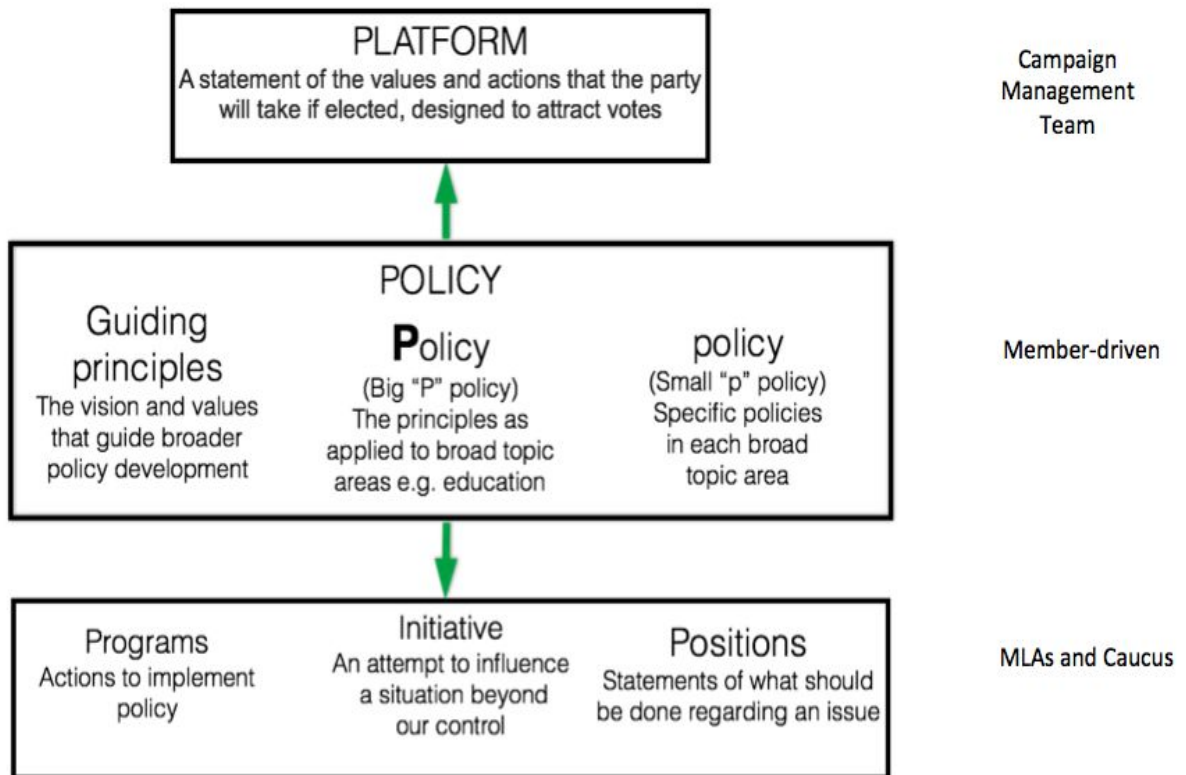 PLATFORM
A statement of the values and actions that the party
will take if elected, designed to attract votes
Campaign
Management
Team
POLICY
Guiding
principles
The vision and values
that guide broader
policy development
Policy
(Big "P" policy)
The principles as
applied to broad topic
areas e.g. education
policy
(Small "p" policy)
Specific policies
in each broad
topic area
Member-driven
Programs
Actions to implement
policy
Initiative
An attempt to influence
a situation beyond
our control
Positions
Statements of what should
be done regarding an issue
MLAs and Caucus